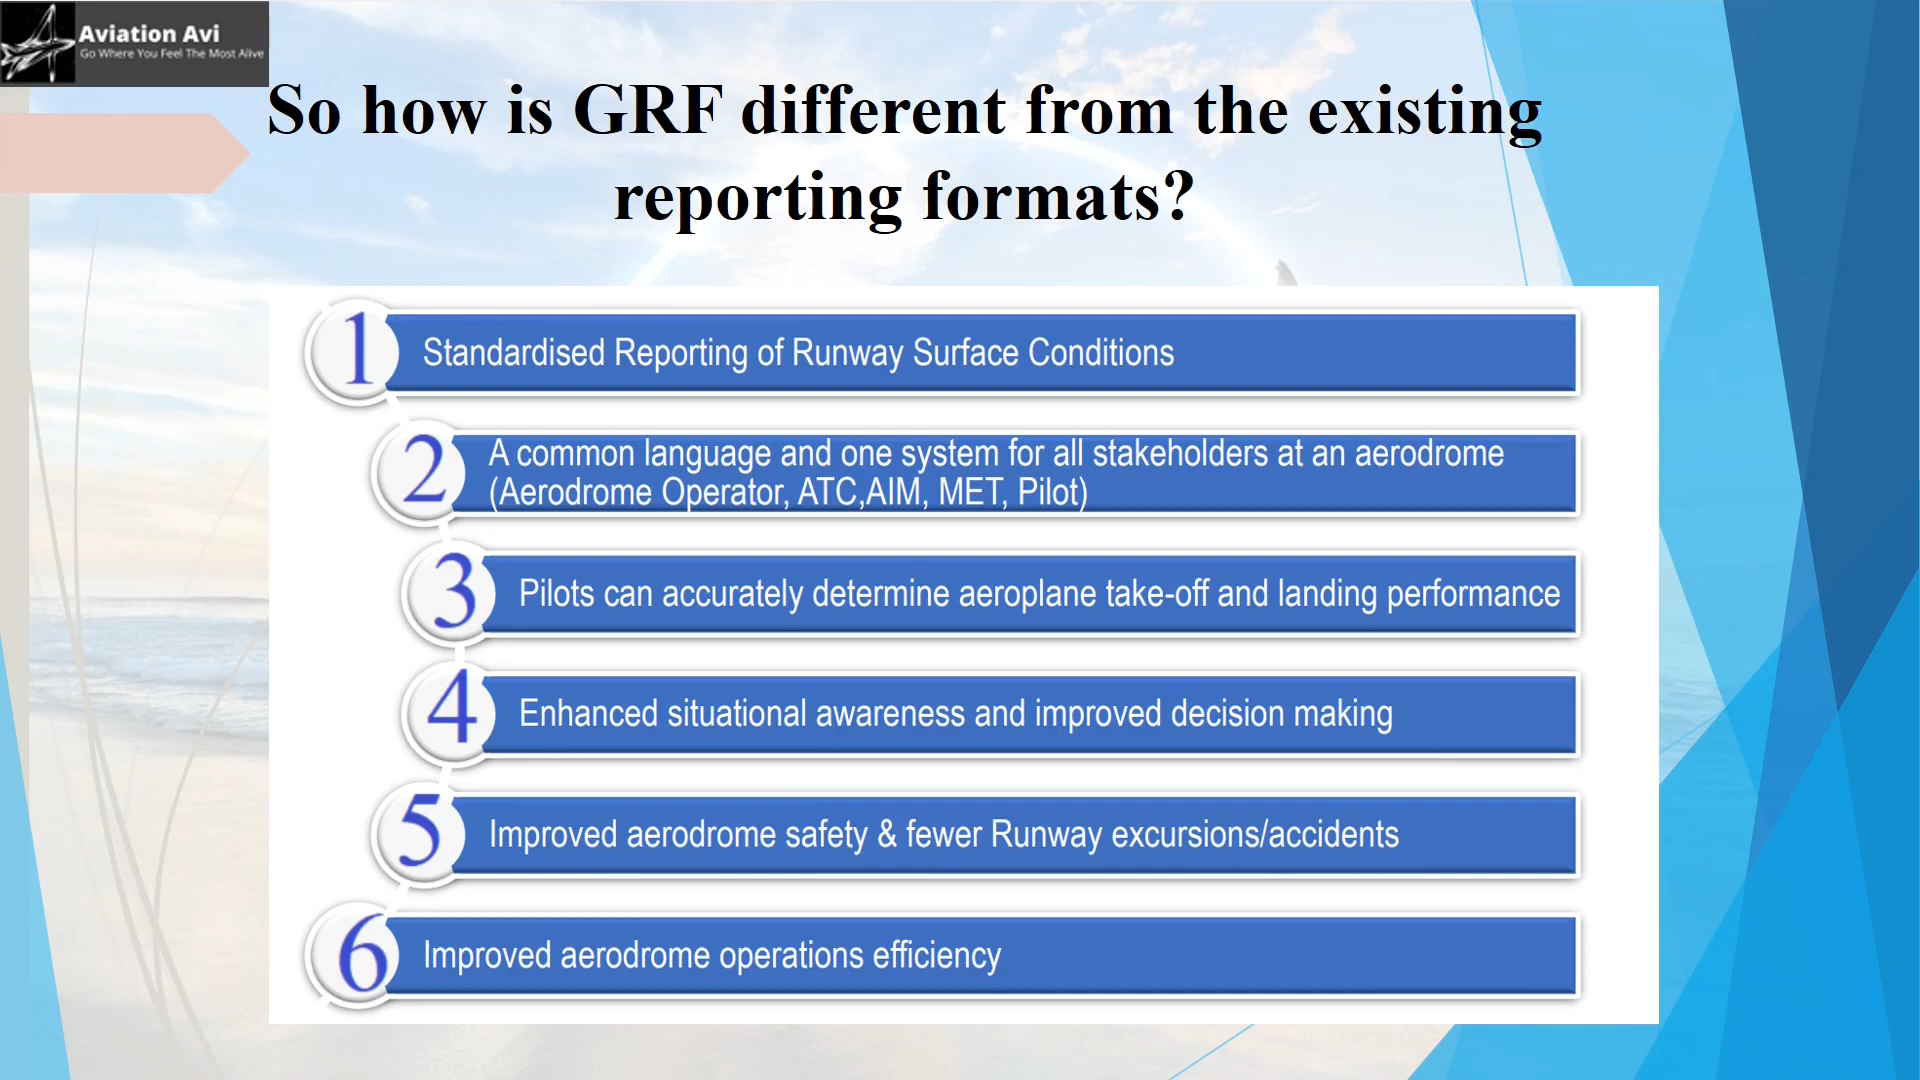 Aviation Avi
Go Where You Feel The Most Alive
So how is GRF different from the existing
reporting formats?
1 Standardised Reporting of Runway Surface Conditions
2 A common language and one system for all stakeholders at an aerodrome
(Aerodrome Operator, ATC,AIM, MET, Pilot)
3 Pilots can accurately determine aeroplane take-off and landing performance
4 Enhanced situational awareness and improved decision making
5 Improved aerodrome safety & fewer Runway excursions/accidents
6 Improved aerodrome operations efficiency